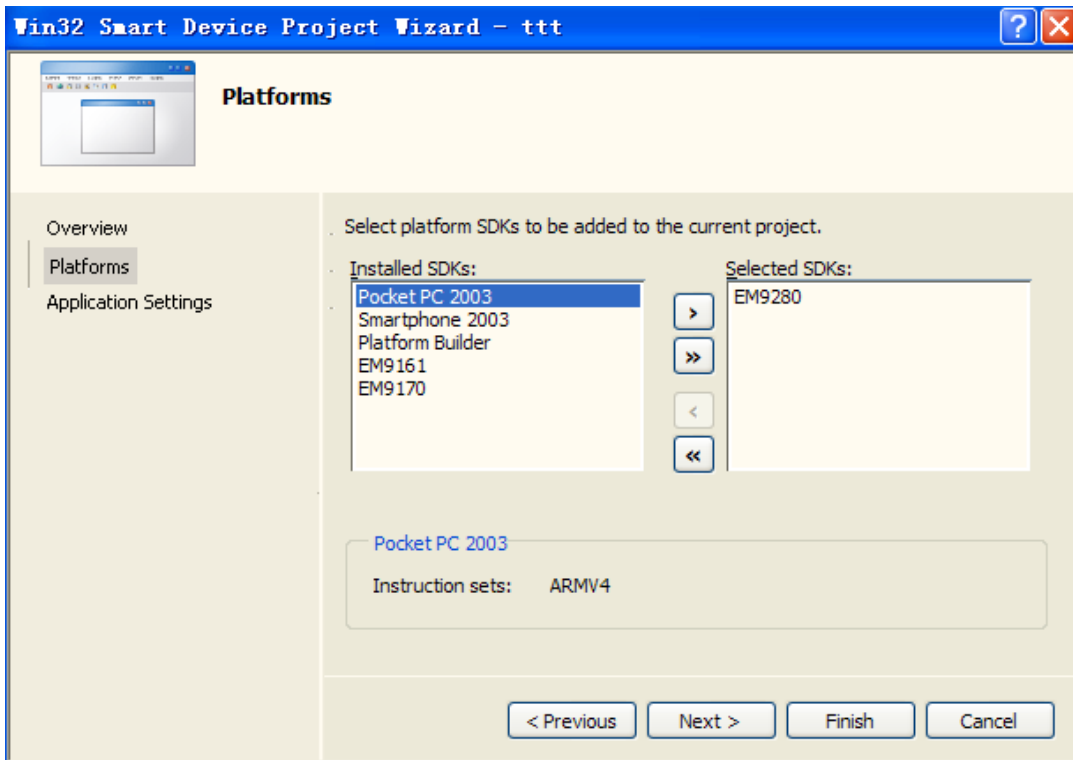 Win32 Smart Device Project Wizard - ttt
Platforms
Overview
Platforms
Application Settings
Select platform SDKs to be added to the current project.
Installed SDKs:
Pocket PC 2003
Smartphone 2003
Platform Builder
EM9161
EM9170
>
»
<
«
Selected SDKs:
EM9280
Pocket PC 2003
Instruction sets: ARMV4
< Previous Next > Finish Cancel